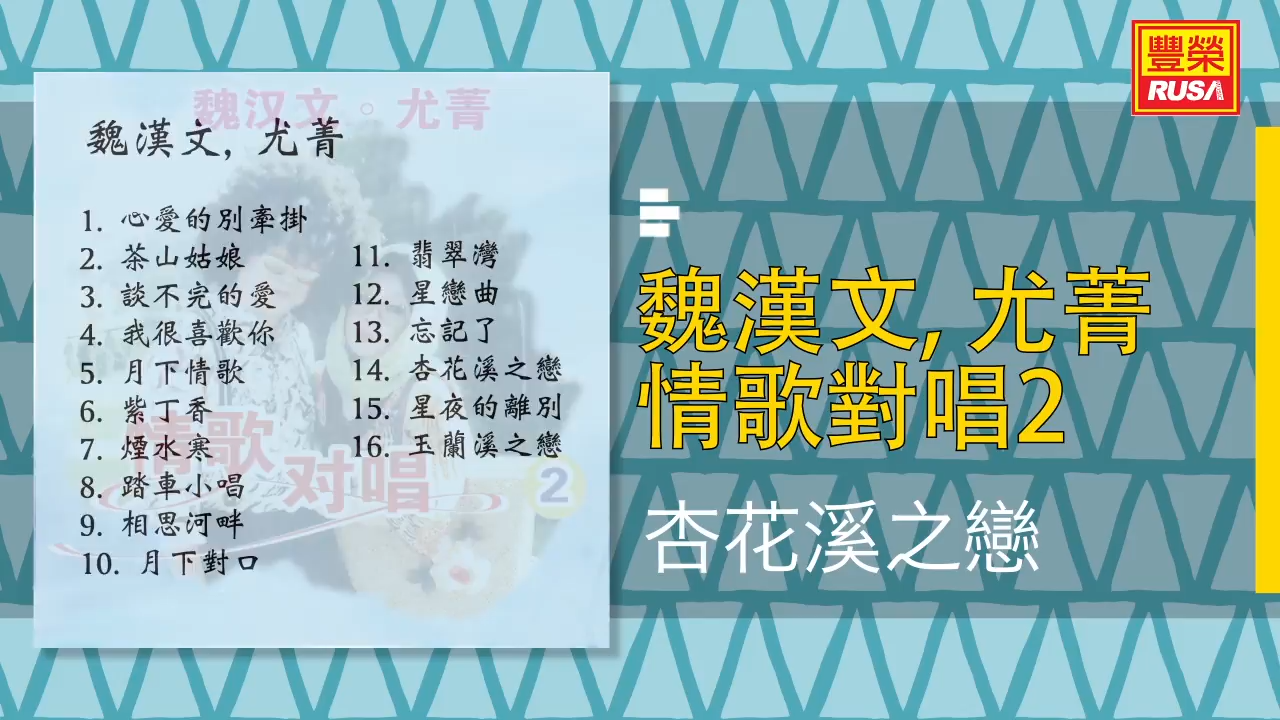 豐榮
RUSA
魏汉文。尤菁
魏漢文, 尤菁
1. 心愛的別牽掛
2. 茶山姑娘
3. 談不完的愛
4. 我很喜歡你
5. 月下情歌
6. 紫丁香
7. 煙水寒
8. 踏車小唱
9. 相思河畔
10. 月下對口
11. 翡翠灣
12. 星戀曲
13. 忘記了
14. 杏花溪之戀
15. 星夜的離別
16. 玉蘭溪之戀
情歌
对唱
2
魏漢文, 尤菁
情歌對唱2
杏花溪之戀